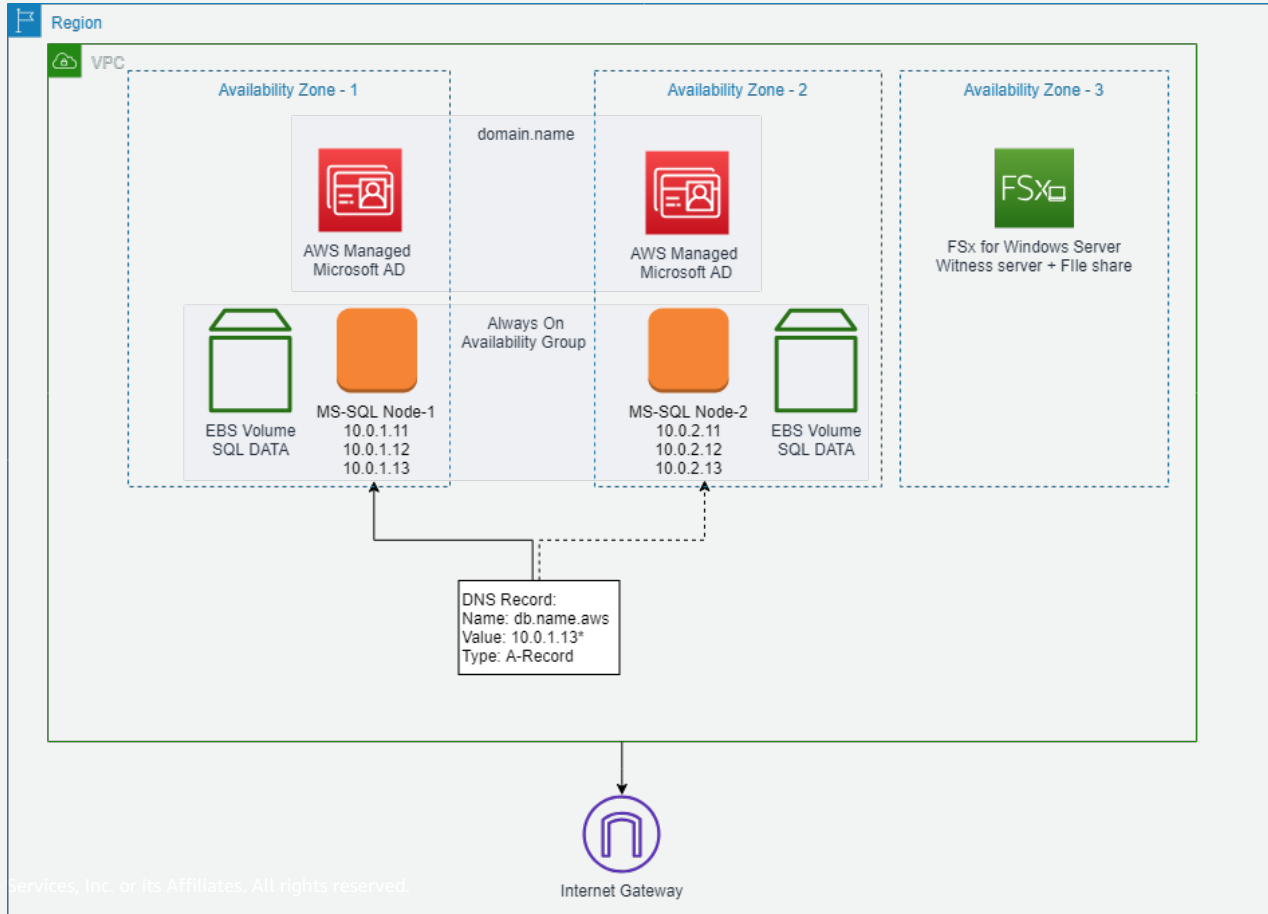 Region
VPC
Availability Zone - 1
Availability Zone - 2
Availability Zone - 3
domain.name
AWS Managed
Microsoft AD
AWS Managed
Microsoft AD
FSx
FSx for Windows Server
Witness server + FIle share
Always On
Availability Group
EBS Volume
SQL DATA
MS-SQL Node-1
10.0.1.11
10.0.1.12
10.0.1.13
MS-SQL Node-2
10.0.2.11
10.0.2.12
10.0.2.13
EBS Volume
SQL DATA
DNS Record:
Name: db.name.aws
Value: 10.0.1.13*
Type: A-Record
Services, Inc. or its Affiliates. All rights reserved.
Internet Gateway